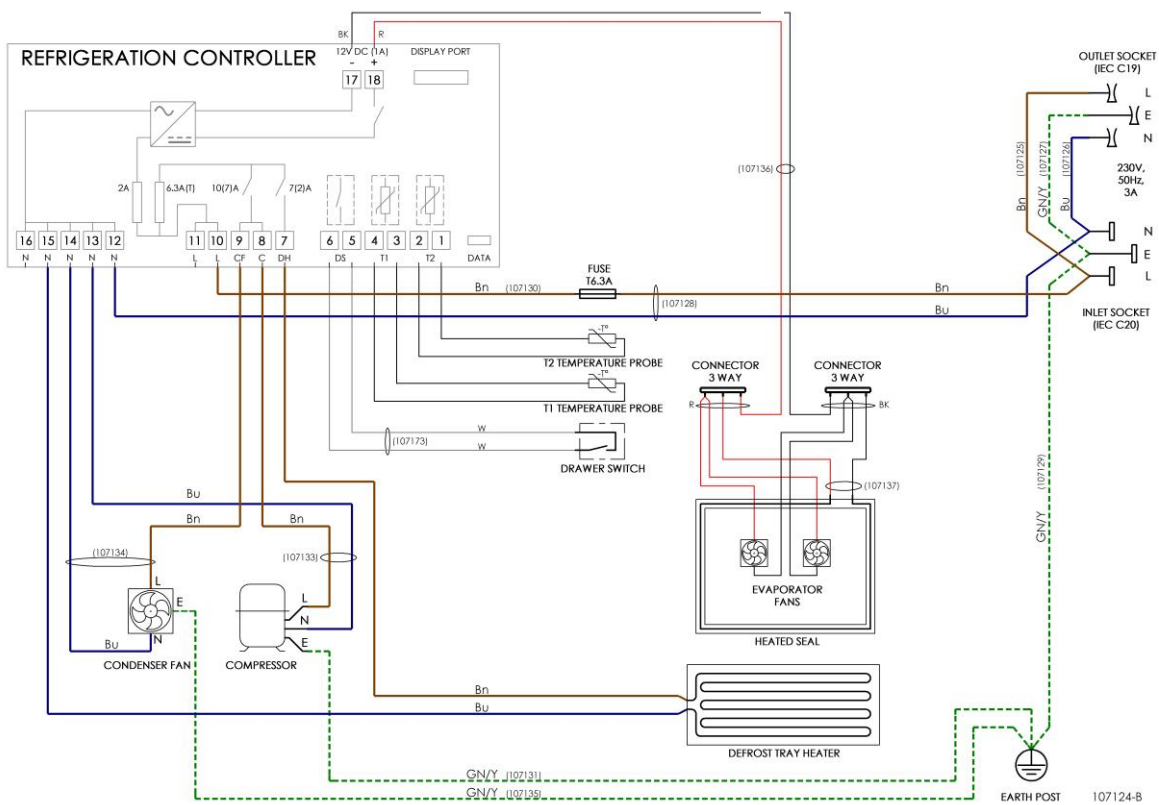 BK R
REFRIGERATION CONTROLLER
12V DC (1A)
- +
DISPLAY PORT
17 18
OUTLET SOCKET
(IEC C19)
L
E
N
(107125)
(107127)
(107126)
Bn
GN/Y
Bu
230V,
50Hz,
3A
(107136)
2A
6.3A(T)
10(7)A
7(2)A
16 15 14 13 12 11 10 9 8 7 6 5 4 3 2 1
N N N N N L L CF C DH DS T1 T2 DATA
N
E
L
INLET SOCKET
(IEC C20)
FUSE
T6.3A
Bn (107130) Bn
(107128)
Bu
-T°
T2 TEMPERATURE PROBE
-T°
T1 TEMPERATURE PROBE
CONNECTOR
3 WAY
CONNECTOR
3 WAY
R
BK
W
(107173)
W
DRAWER SWITCH
(107129)
GN/Y
(107137)
Bu
Bn
Bn
(107134)
(107133)
L
E
N
Bu
CONDENSER FAN
L
N
E
COMPRESSOR
EVAPORATOR
FANS
HEATED SEAL
Bn
Bu
DEFROST TRAY HEATER
GN/Y (107131)
GN/Y (107135)
EARTH POST
107124-B